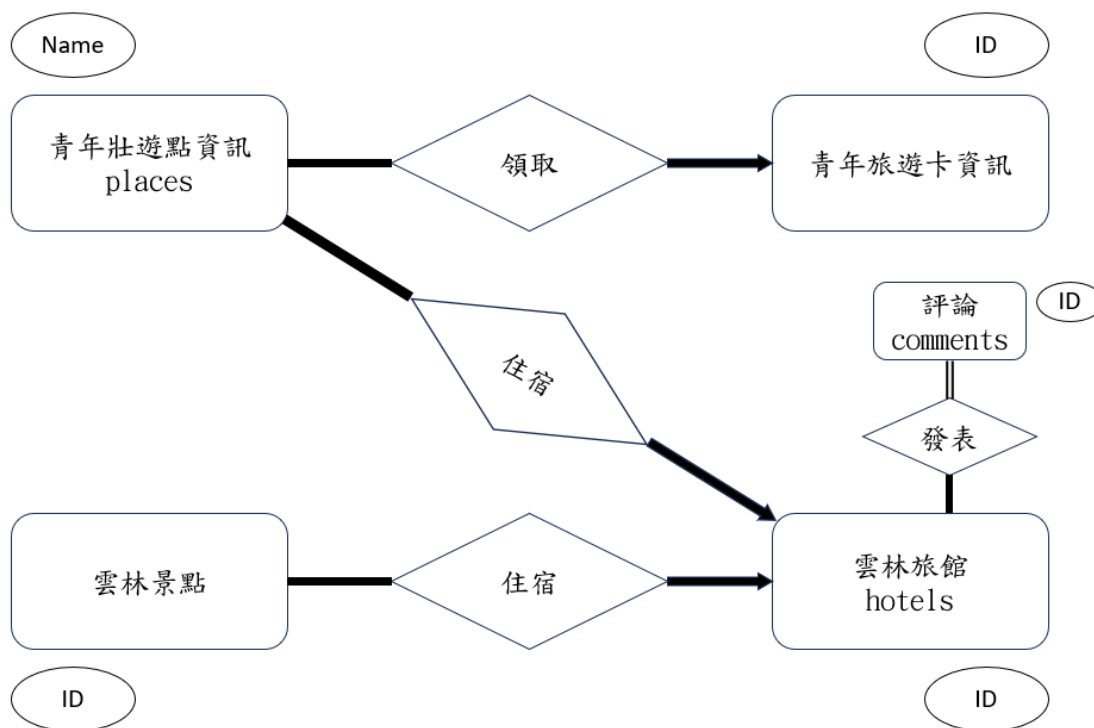 Name
ID
青年壯遊點資訊
places
領取
青年旅遊卡資訊
評論
comments
ID
住宿
發表
雲林景點
住宿
雲林旅館
hotels
ID
ID